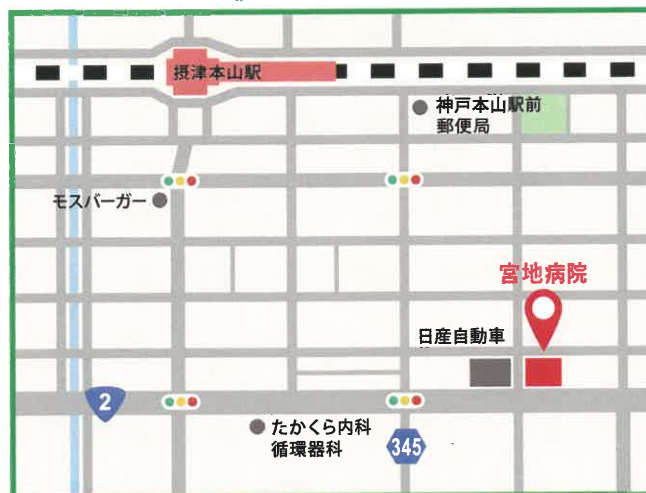 摂津本山駅
神戸本山駅前
郵便局
モスバーガー
宮地病院
日産自動車
2
たかくら内科
循環器科
345